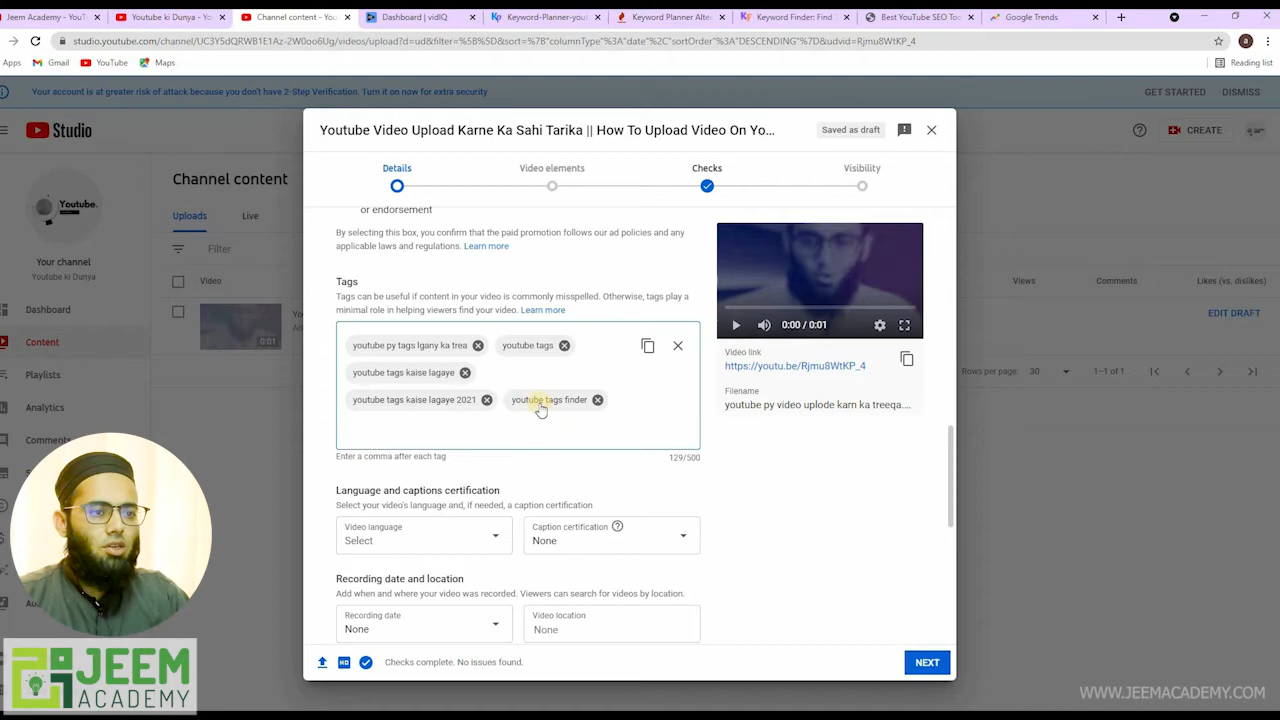 Jeem Academy - YouT
Youtube ki Dunya - Yo
Channel content - You
Dashboard | vidIQ
Keyword-Planner-yout
Keyword Planner Alter
Keyword Finder: Find
Best YouTube SEO Too
Google Trends
studio.youtube.com/channel/UC3Y5dQRWB1E1Az-2W0oo6Ug/videos/upload?d=ud&filter=%5B%5D&sort=%7B"columnType"%3A"date"%2C"sortOrder"%3A"DESCENDING"%7D&udvid=Rjmu8WtKP_4
Apps
Gmail
YouTube
Maps
Reading list
Your account is at greater risk of attack because you don't have 2-Step Verification. Turn it on now for extra security
GET STARTED
DISMISS
Studio
CREATE
Youtube Video Upload Karne Ka Sahi Tarika || How To Upload Video On Yo...
Saved as draft
Details
Video elements
Checks
Visibility
Channel content
Uploads
Live
Filter
Youtube.
Your channel
Youtube ki Dunya
Video
Views
Comments
Likes (vs. dislikes)
Dashboard
Content
Playlists
Analytics
Comments
0:01
EDIT DRAFT
Rows per page:
30
1–1 of 1
or endorsement
By selecting this box, you confirm that the paid promotion follows our ad policies and any
applicable laws and regulations. Learn more
Tags
Tags can be useful if content in your video is commonly misspelled. Otherwise, tags play a
minimal role in helping viewers find your video. Learn more
youtube py tags lgany ka trea
youtube tags
youtube tags kaise lagaye
youtube tags kaise lagaye 2021
youtube tags finder
Enter a comma after each tag
129/500
0:00 / 0:01
Video link
https://youtu.be/Rjmu8WtKP_4
Filename
youtube py video uplode karn ka treeqa....
Language and captions certification
Select your video's language and, if needed, a caption certification
Video language
Select
Caption certification
None
Recording date and location
Add when and where your video was recorded. Viewers can search for videos by location.
Recording date
None
Video location
None
HD
Checks complete. No issues found.
NEXT
JEEM
ACADEMY
WWW.JEEMACADEMY.COM